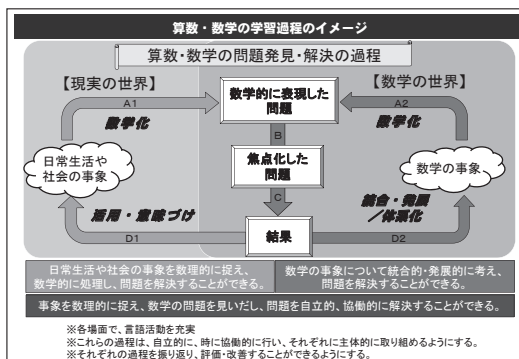 算数・数学の学習過程のイメージ
算数・数学の問題発見・解決の過程
【現実の世界】
【数学の世界】
数学的に表現した
問題
A1
A2
数学化
数学化
B
日常生活や
社会の事象
焦点化した
問題
数学の事象
C
活用・意味づけ
統合・発展
/体系化
結果
D1
D2
日常生活や社会の事象を数理的に捉え、
数学的に処理し、問題を解決することができる。
数学の事象について統合的・発展的に考え、
問題を解決することができる。
事象を数理的に捉え、数学の問題を見いだし、問題を自立的、協働的に解決することができる。
※各場面で、言語活動を充実
※これらの過程は、自立的に、時に協働的に行い、それぞれに主体的に取り組めるようにする。
※それぞれの過程を振り返り、評価・改善することができるようにする。